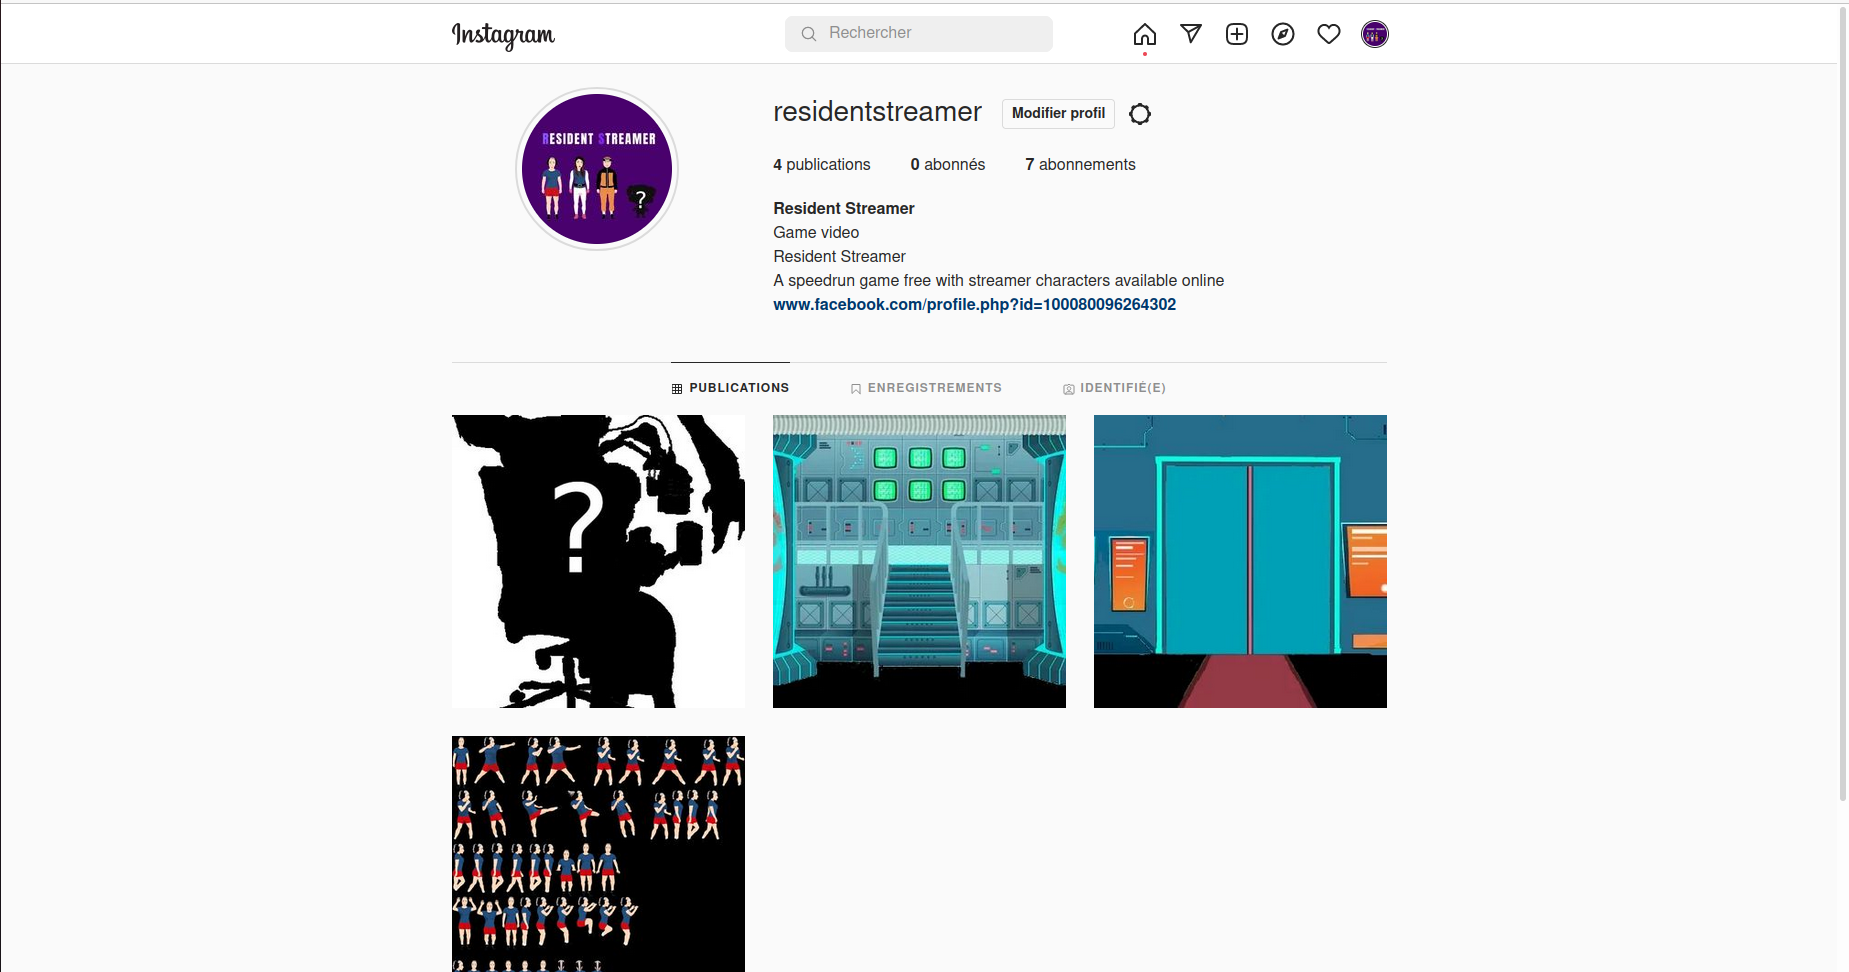 Instagram
Rechercher
RESIDENT STREAMER
?
residentstreamer
Modifier profil
4 publications
0 abonnés
7 abonnements
Resident Streamer
Game video
Resident Streamer
A speedrun game free with streamer characters available online
www.facebook.com/profile.php?id=100080096264302
PUBLICATIONS
ENREGISTREMENTS
IDENTIFIÉ(E)
?